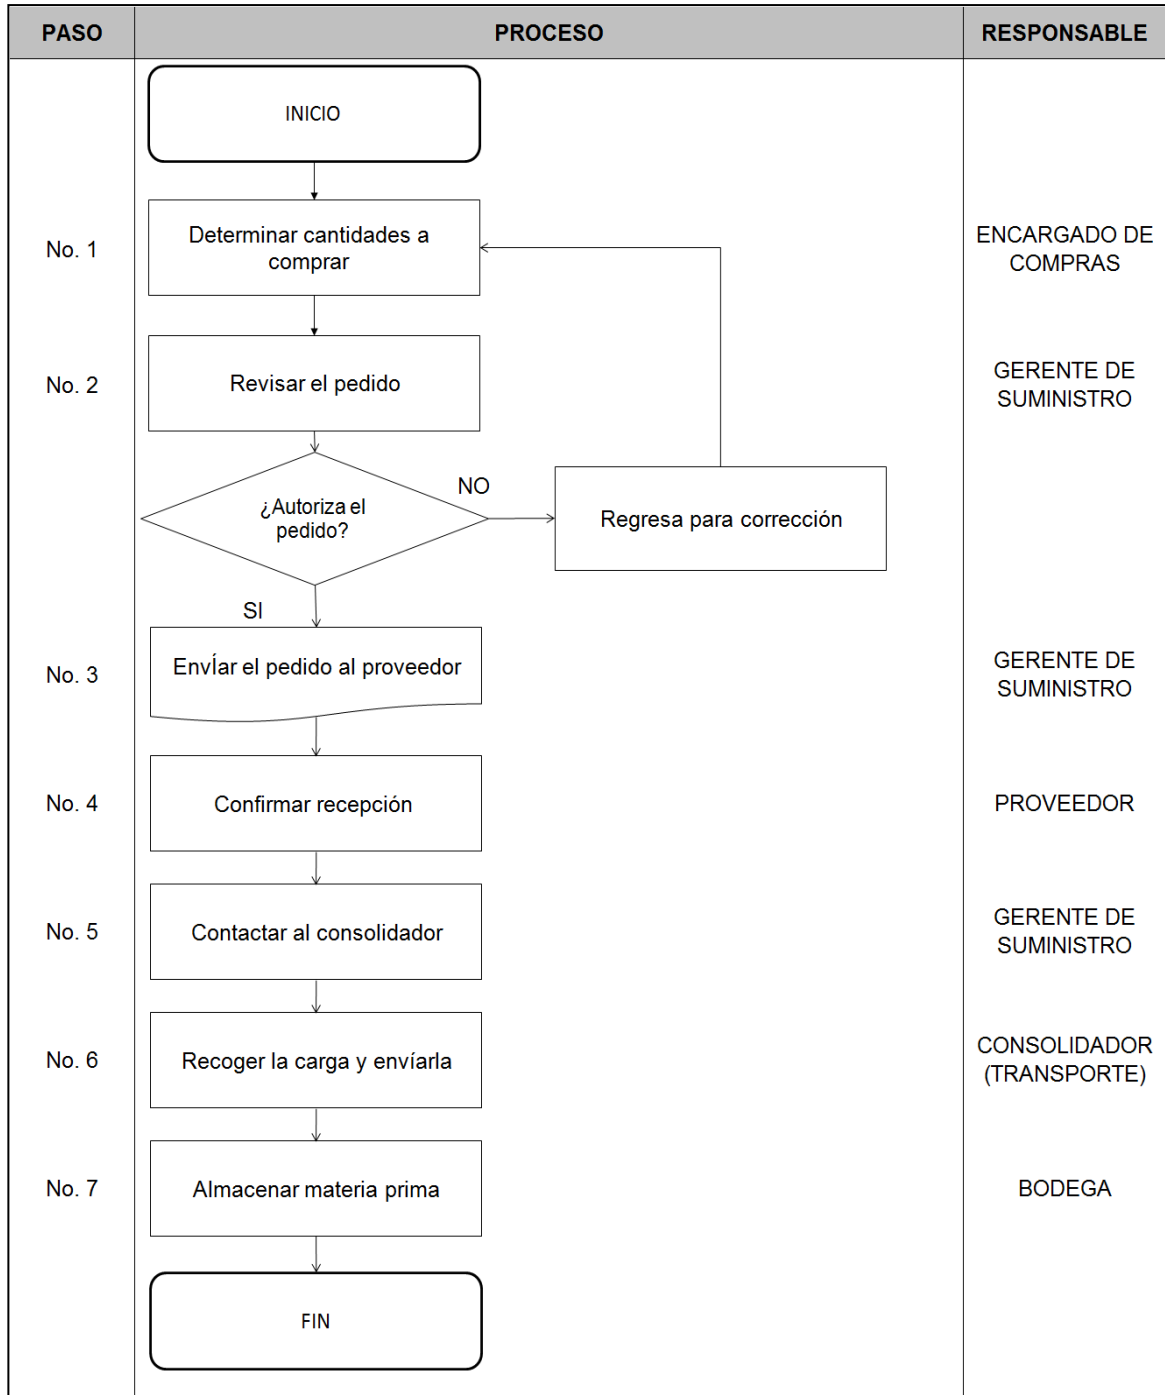 PASO
PROCESO
RESPONSABLE
INICIO
No. 1
Determinar cantidades a
comprar
ENCARGADO DE
COMPRAS
No. 2
Revisar el pedido
GERENTE DE
SUMINISTRO
¿Autoriza el
pedido?
NO
Regresa para corrección
SI
No. 3
EnvÍar el pedido al proveedor
GERENTE DE
SUMINISTRO
No. 4
Confirmar recepción
PROVEEDOR
No. 5
Contactar al consolidador
GERENTE DE
SUMINISTRO
No. 6
Recoger la carga y envíarla
CONSOLIDADOR
(TRANSPORTE)
No. 7
Almacenar materia prima
BODEGA
FIN